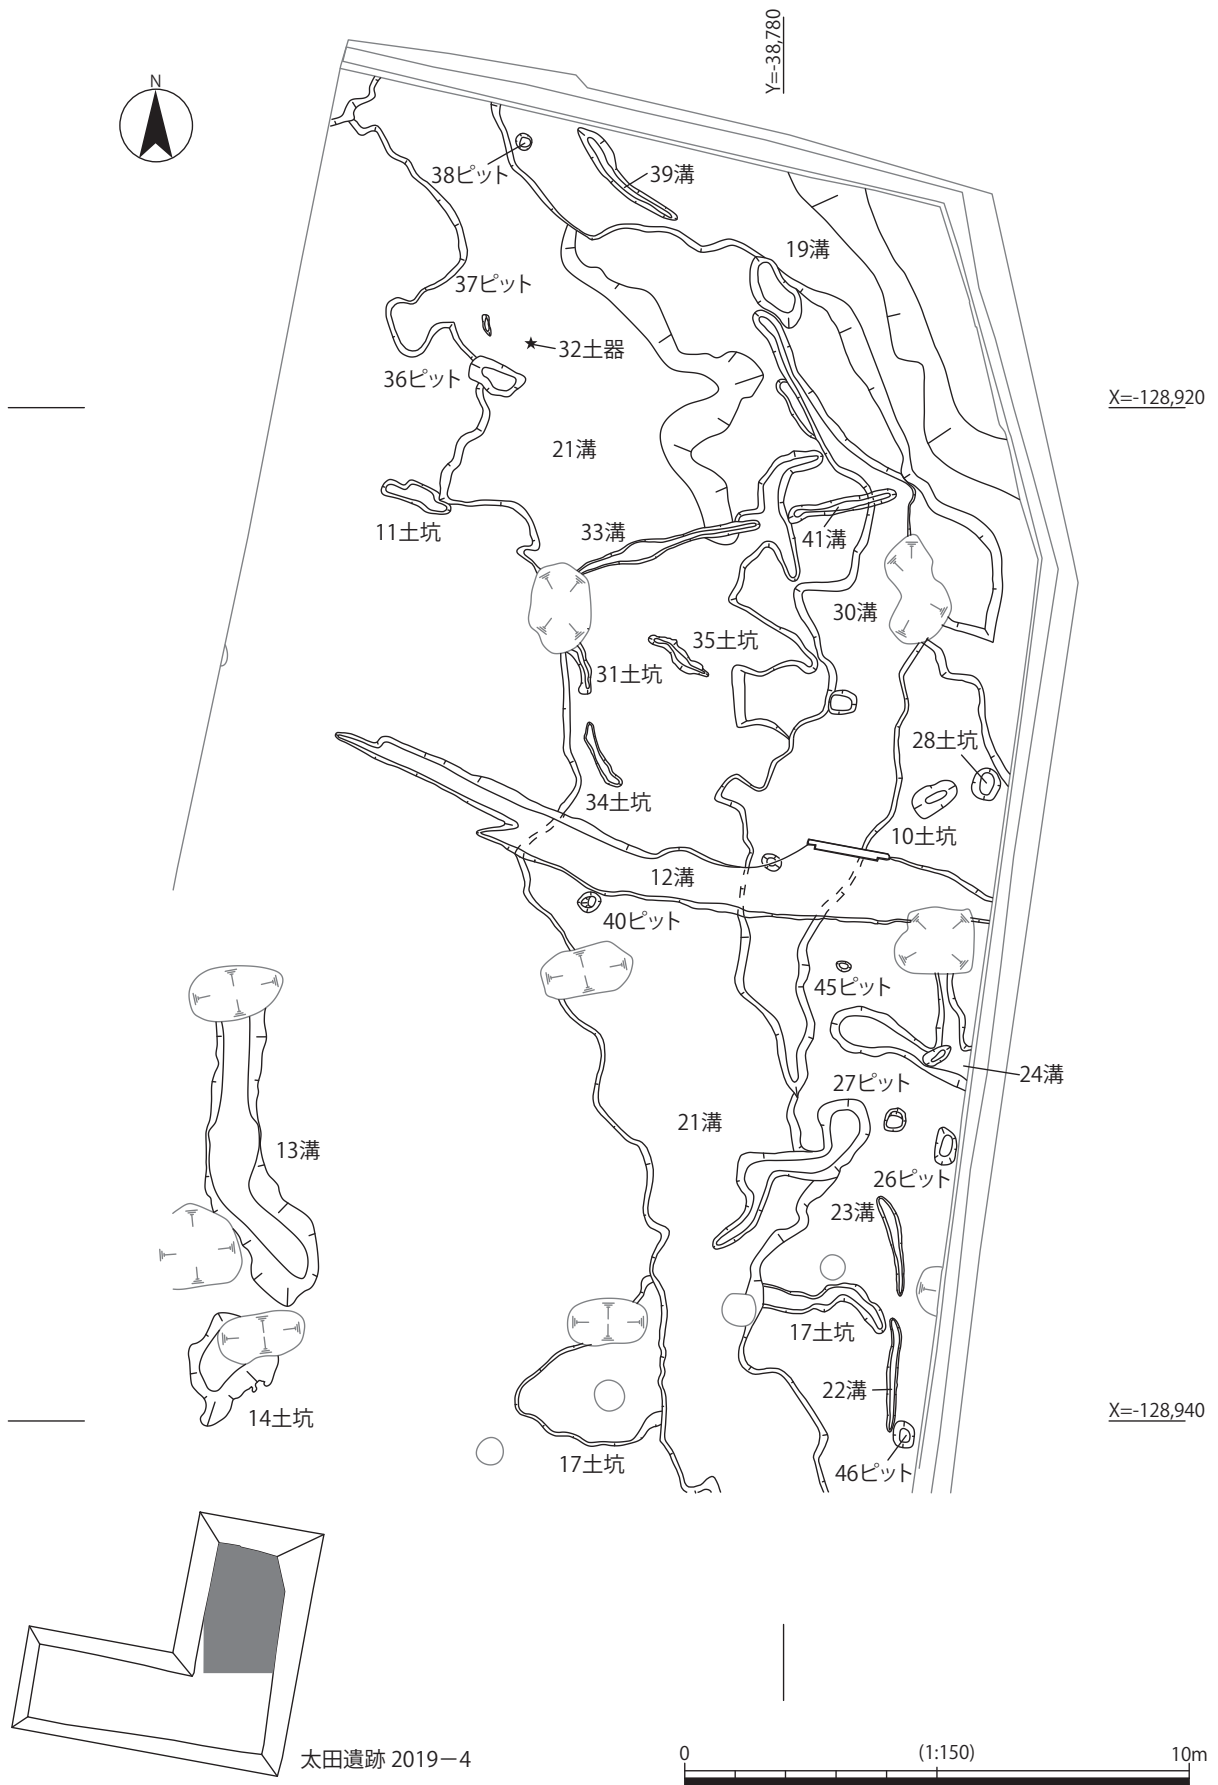 Y=-38,780
N
38ピット
39溝
19溝
37ピット
32土器
36ピット
X=-128,920
21溝
11土坑
33溝
41溝
30溝
35土坑
31土坑
28土坑
34土坑
10土坑
12溝
40ピット
45ピット
24溝
27ピット
21溝
13溝
26ピット
23溝
17土坑
22溝
14土坑
X=-128,940
17土坑
46ピット
太田遺跡 2019－4
0 (1:150) 10m